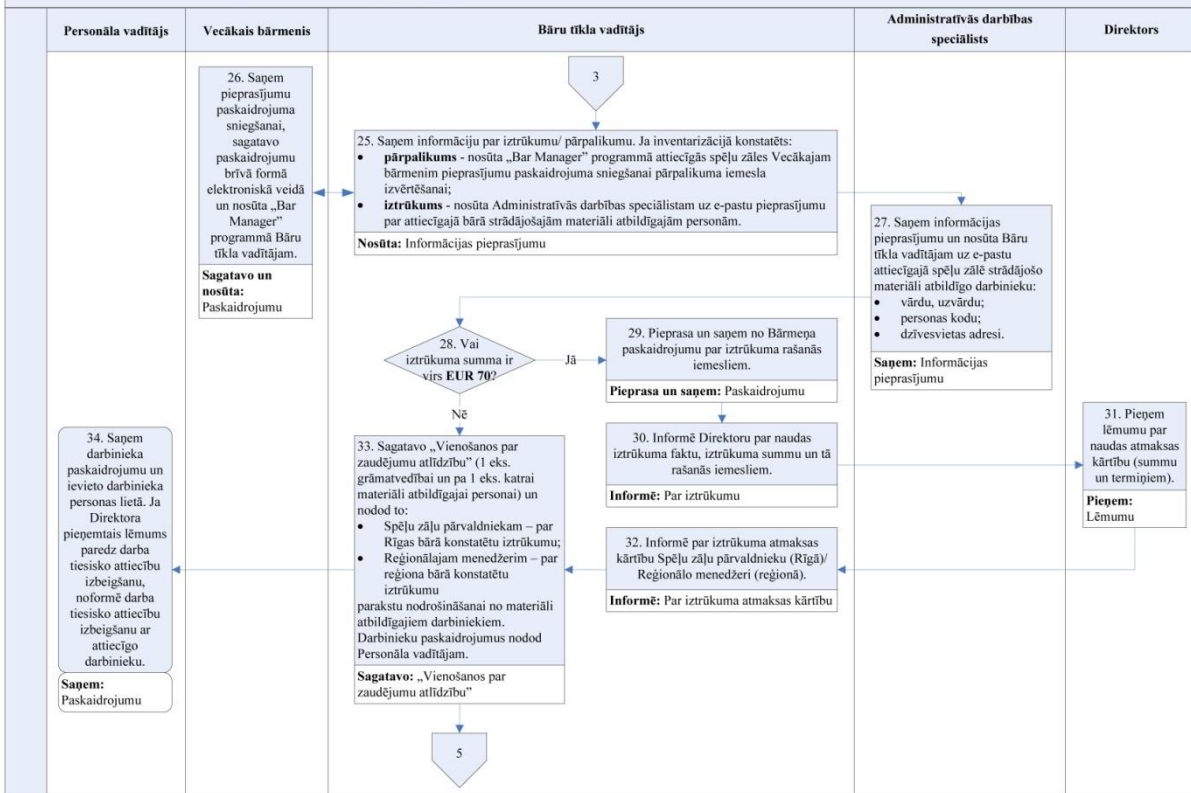 Personāla vadītājs
Vecākais bārmenis
Bāru tīkla vadītājs
Administratīvās darbības
speciālists
Direktors
3
26. Saņem
pieprasījumu
paskaidrojuma
sniegšanai,
sagatavo
paskaidrojumu
brīvā formā
elektroniskā veidā
un nosūta „Bar
Manager”
programmā Bāru
tīkla vadītājam.
Sagatavo un
nosūta:
Paskaidrojumu
25. Saņem informāciju par iztrūkumu/ pārpalikumu. Ja inventarizācijā konstatēts:
• pārpalikums - nosūta „Bar Manager” programmā attiecīgās spēļu zāles Vecākajam
bārmenim pieprasījumu paskaidrojuma sniegšanai pārpalikuma iemesla
izvērtēšanai;
• iztrūkums - nosūta Administratīvās darbības speciālistam uz e-pastu pieprasījumu
par attiecīgajā bārā strādājošajām materiāli atbildīgajām personām.
Nosūta: Informācijas pieprasījumu
27. Saņem informācijas
pieprasījumu un nosūta Bāru
tīkla vadītājam uz e-pastu
attiecīgajā spēļu zālē strādājošo
materiāli atbildīgo darbinieku:
• vārdu, uzvārdu;
• personas kodu;
• dzīvesvietas adresi.
Saņem: Informācijas
pieprasījumu
28. Vai
iztrūkuma summa ir
virs EUR 70?
Jā
Nē
29. Pieprasa un saņem no Bārmeņa
paskaidrojumu par iztrūkuma rašanās
iemesliem.
Pieprasa un saņem: Paskaidrojumu
30. Informē Direktoru par naudas
iztrūkuma faktu, iztrūkuma summu un tā
rašanās iemesliem.
Informē: Par iztrūkumu
31. Pieņem
lēmumu par
naudas atmaksas
kārtību (summu
un termiņiem).
Pieņem:
Lēmumu
32. Informē par iztrūkuma atmaksas
kārtību Spēļu zāļu pārvaldnieku (Rīgā)/
Reģionālo menedžeri (reģionā).
Informē: Par iztrūkuma atmaksas kārtību
33. Sagatavo „Vienošanos par
zaudējumu atlīdzību” (1 eks.
grāmatvedībai un pa 1 eks. katrai
materiāli atbildīgajai personai) un
nodod to:
• Spēļu zāļu pārvaldniekam – par
Rīgas bārā konstatētu iztrūkumu;
• Reģionālajam menedžerim – par
reģiona bārā konstatētu
iztrūkumu
parakstu nodrošināšanai no materiāli
atbildīgajiem darbiniekiem.
Darbinieku paskaidrojumus nodod
Personāla vadītājam.
Sagatavo: „Vienošanos par
zaudējumu atlīdzību”
34. Saņem
darbinieka
paskaidrojumu un
ievieto darbinieka
personas lietā. Ja
Direktora
pieņemtais lēmums
paredz darba
tiesisko attiecību
izbeigšanu,
noformē darba
tiesisko attiecību
izbeigšanu ar
attiecīgo
darbinieku.
Saņem:
Paskaidrojumu
5